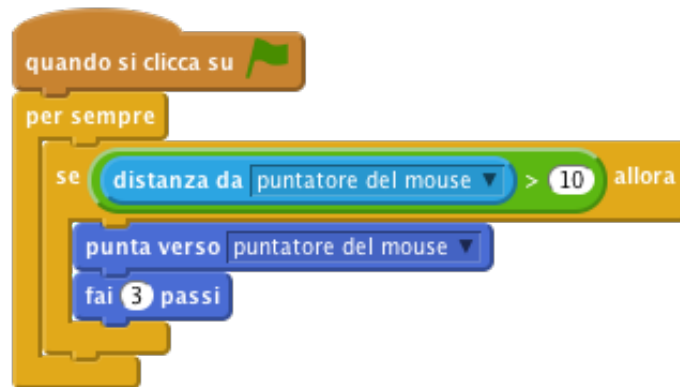 quando si clicca su
per sempre
se distanza da puntatore del mouse > 10 allora
punta verso puntatore del mouse
fai 3 passi